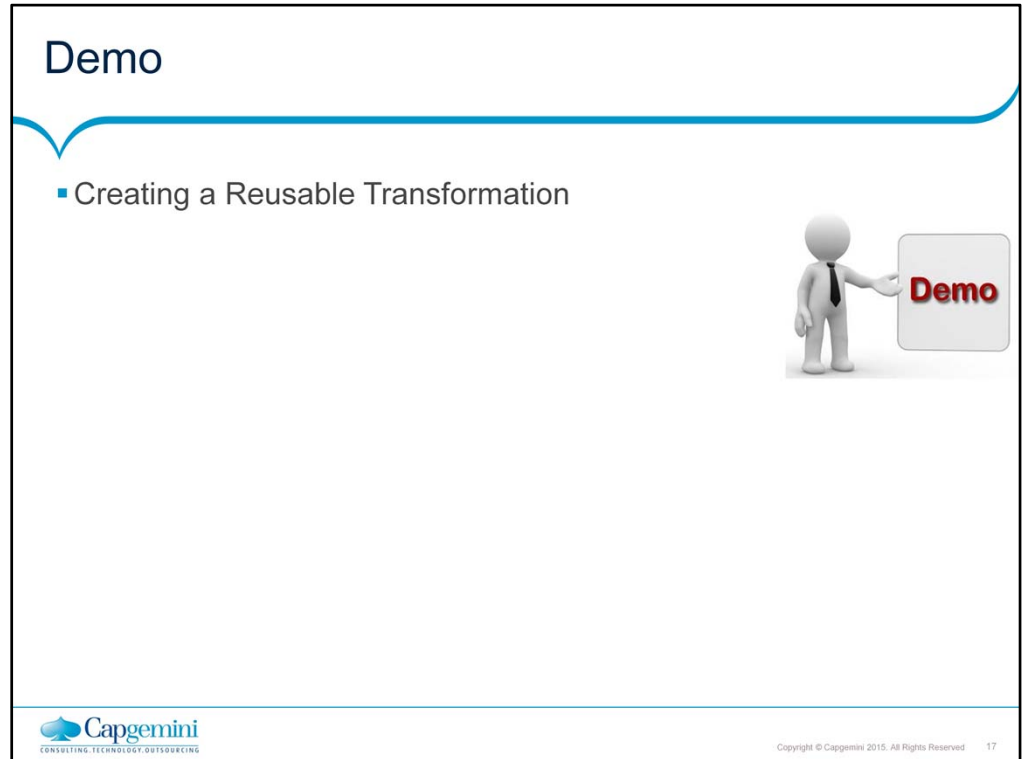 Demo
Creating a Reusable Transformation
Demo
Capgemini
CONSULTING.TECHNOLOGY.OUTSOURCING
Copyright © Capgemini 2015. All Rights Reserved 17